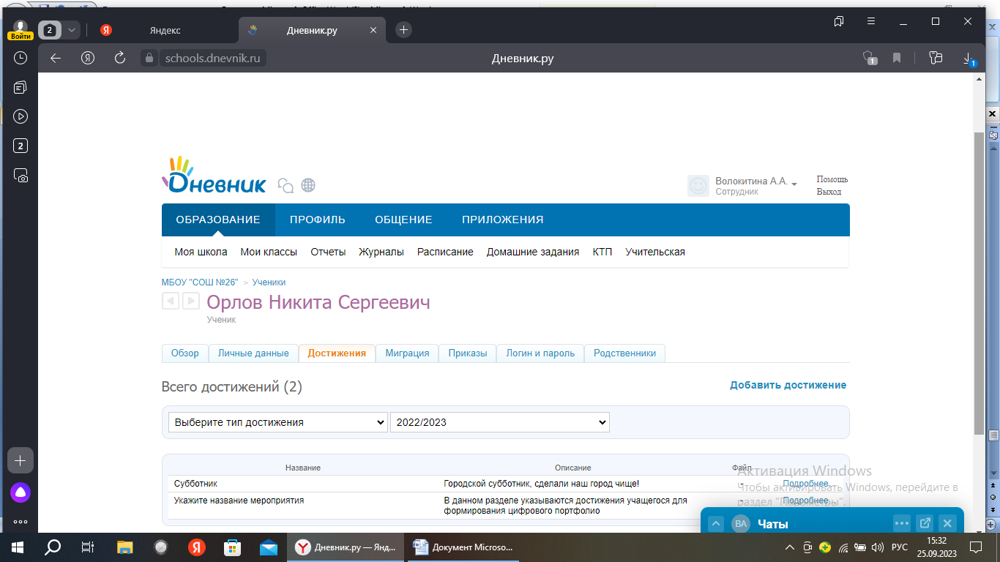 Войти
2
Яндекс
Дневник.ру
schools.dnevnik.ru
Дневник.ру
1
1
2
Дневник
Волокитина А.А.
Сотрудник
Помощь
Выход
ОБРАЗОВАНИЕ ПРОФИЛЬ ОБЩЕНИЕ ПРИЛОЖЕНИЯ
Моя школа Мои классы Отчеты Журналы Расписание Домашние задания КТП Учительская
МБОУ "СОШ №26" > Ученики
Орлов Никита Сергеевич
Ученик
Обзор Личные данные Достижения Миграция Приказы Логин и пароль Родственники
Всего достижений (2)
Добавить достижение
Выберите тип достижения 2022/2023
Название Описание Файл
Субботник Городской субботник, сделали наш город чище! - Подробнее...
Укажите название мероприятия В данном разделе указываются достижения учащегося для - Подробнее...
формирования цифрового портфолио
Активация Windows
Чтобы активировать Windows, перейдите в
раздел "Параметры".
ВА Чаты
Дневник.ру — Янд...
Документ Microso...
РУС
15:32
25.09.2023